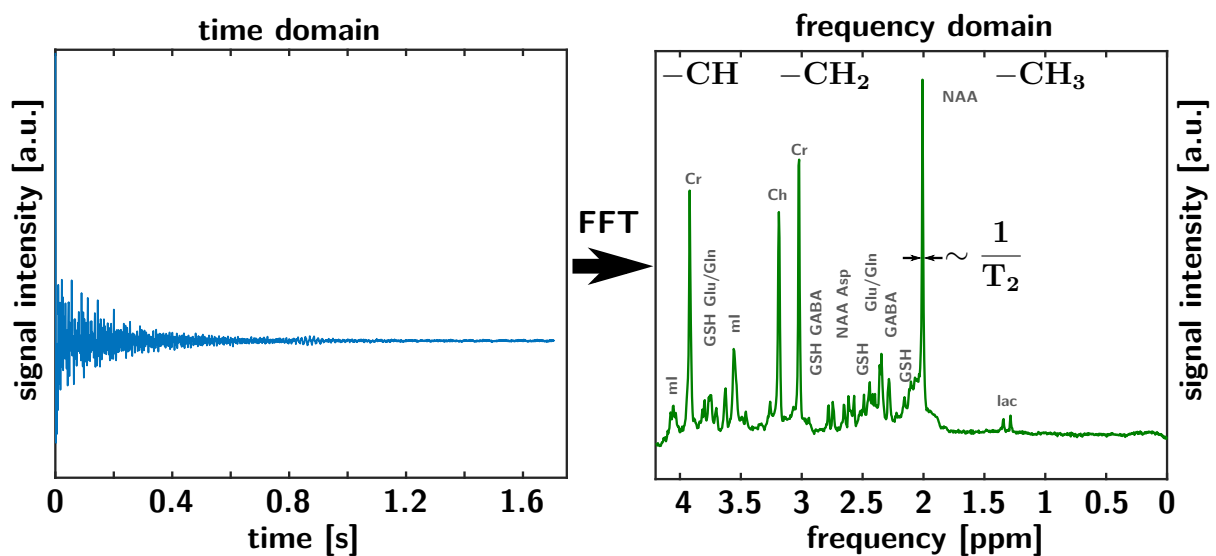 time domain
signal intensity [a.u.]
0 0.4 0.8 1.2 1.6
time [s]
FFT
frequency domain
−CH −CH₂ −CH₃
NAA
Cr
Cr
Ch
GSH Glu/Gln
mI
mI
GSH GABA
NAA Asp
GSH
Glu/Gln
GABA
GSH
lac
∼ 1
T₂
4 3.5 3 2.5 2 1.5 1 0.5 0
frequency [ppm]
signal intensity [a.u.]